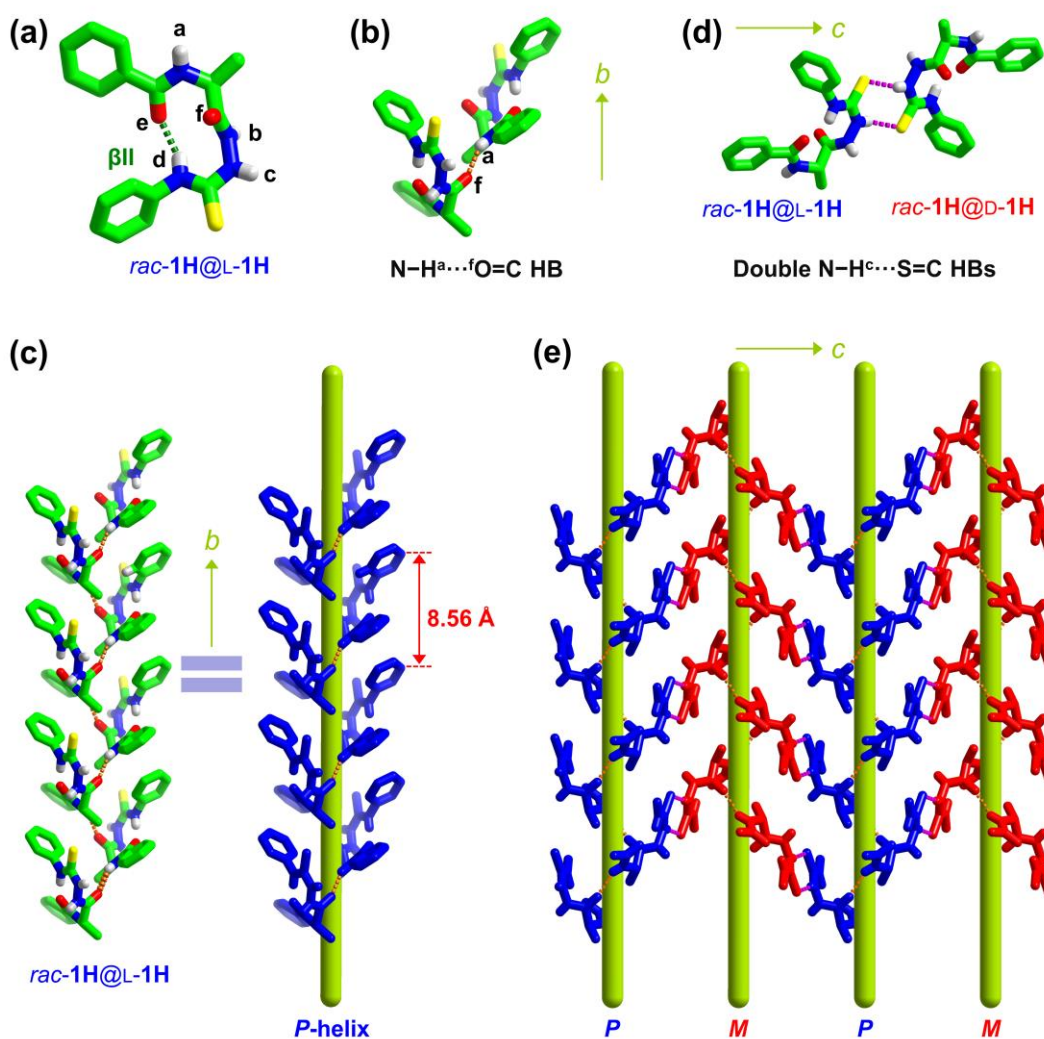 (a)
a
e
f
b
βII
d
c
rac-1H@L-1H
(b)
b
a
f
N−Hᵃ···ᶠO=C HB
(d)
c
rac-1H@L-1H
rac-1H@D-1H
Double N−Hᶜ···S=C HBs
(c)
b
8.56 Å
rac-1H@L-1H
P-helix
(e)
c
P
M
P
M